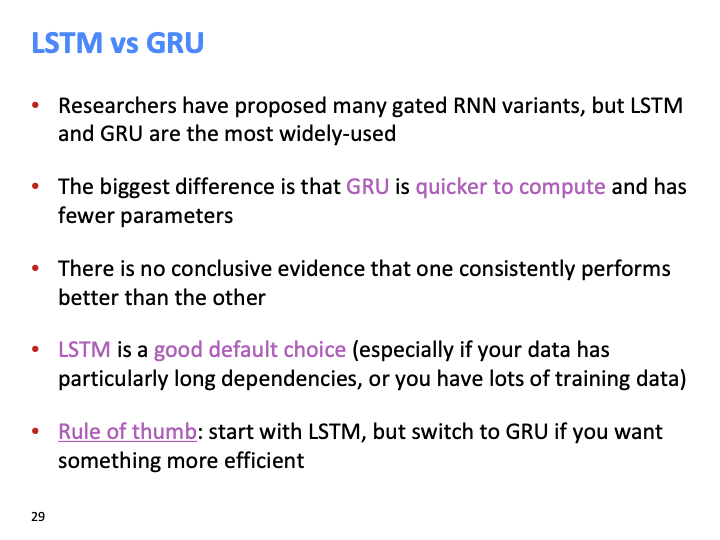 LSTM vs GRU
• Researchers have proposed many gated RNN variants, but LSTM
and GRU are the most widely-used
• The biggest difference is that GRU is quicker to compute and has
fewer parameters
• There is no conclusive evidence that one consistently performs
better than the other
• LSTM is a good default choice (especially if your data has
particularly long dependencies, or you have lots of training data)
• Rule of thumb: start with LSTM, but switch to GRU if you want
something more efficient
29